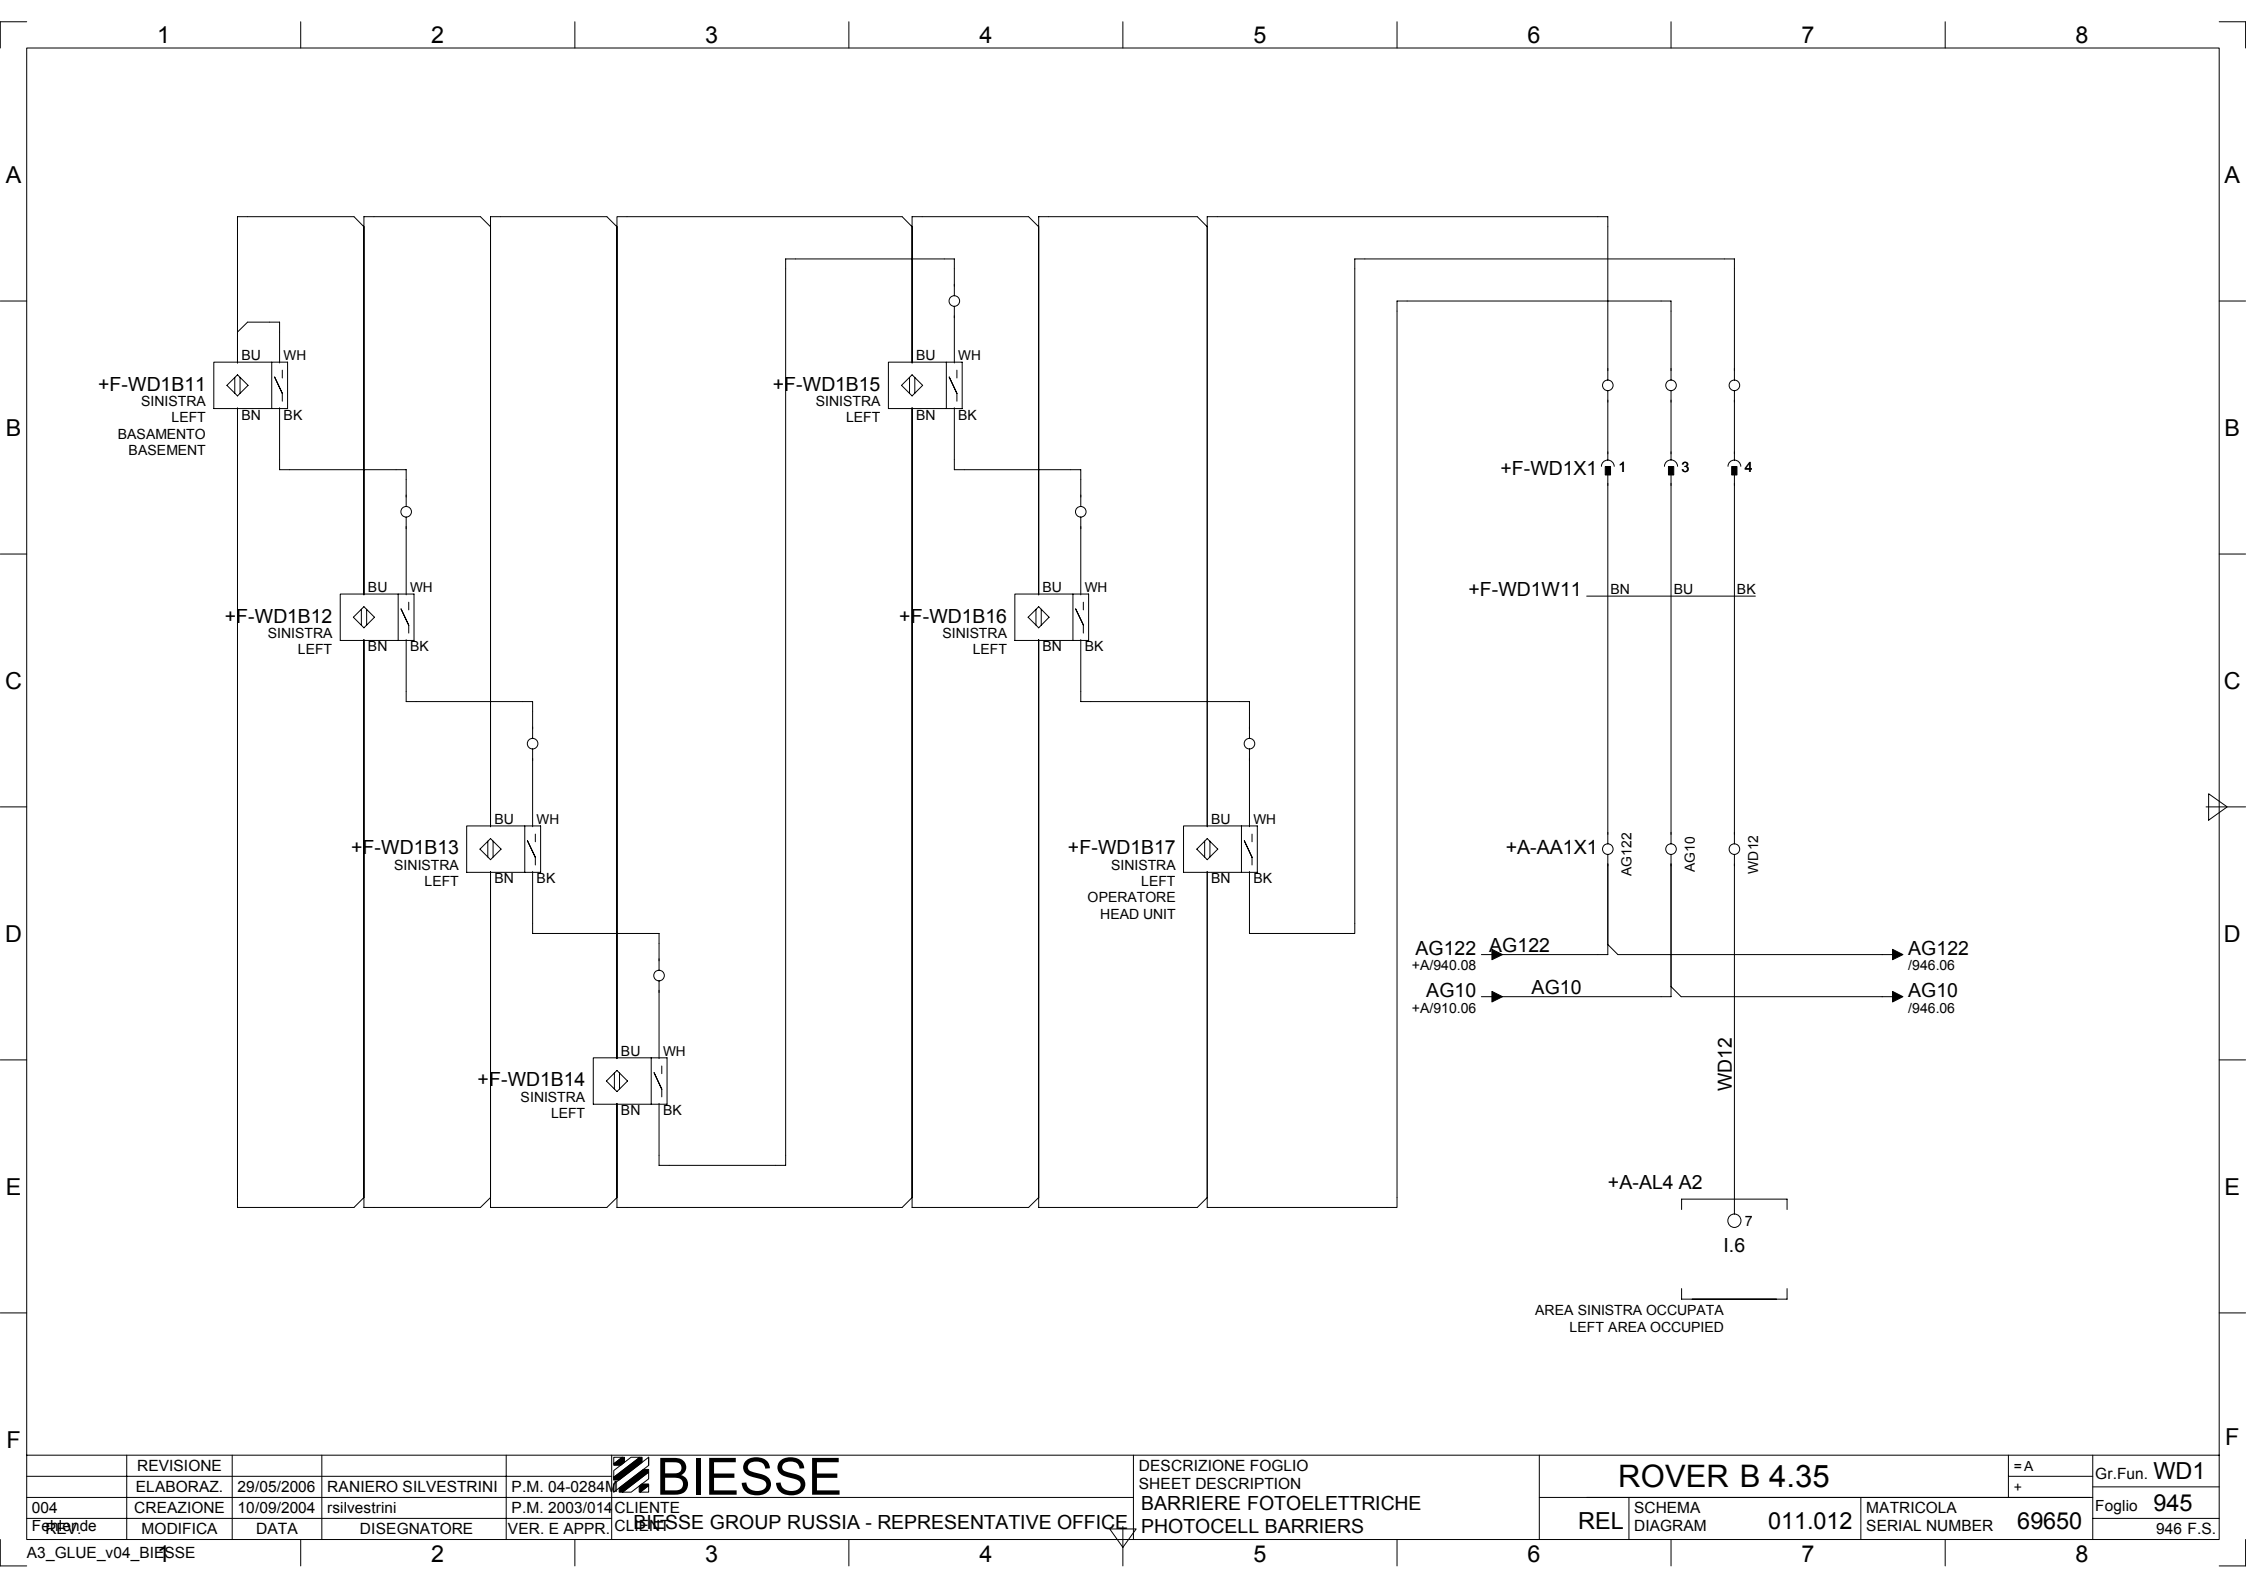 1 2 3 4 5 6 7 8
A A
B B
C C
D D
E E
F F
BU WH
+F-WD1B11
SINISTRA
LEFT
BASAMENTO
BASEMENT
BN BK
BU WH
+F-WD1B15
SINISTRA
LEFT
BN BK
+F-WD1X1 1 3 4
BU WH
+F-WD1B12
SINISTRA
LEFT
BN BK
BU WH
+F-WD1B16
SINISTRA
LEFT
BN BK
+F-WD1W11 BN BU BK
BU WH
+F-WD1B13
SINISTRA
LEFT
BN BK
BU WH
+F-WD1B17
SINISTRA
LEFT
OPERATORE
HEAD UNIT
BN BK
+A-AA1X1 AG122 AG10 WD12
AG122 AG122 AG122
+A/940.08 /946.06
AG10 AG10 AG10
+A/910.06 /946.06
BU WH
+F-WD1B14
SINISTRA
LEFT
BN BK
WD12
+A-AL4 A2
7
I.6
AREA SINISTRA OCCUPATA
LEFT AREA OCCUPIED
REVISIONE
ELABORAZ. 29/05/2006 RANIERO SILVESTRINI P.M. 04-0284M
004 CREAZIONE 10/09/2004 rsilvestrini P.M. 2003/014
Fehlende REV. MODIFICA DATA DISEGNATORE VER. E APPR.
BIESSE
CLIENTE
CLIENT
BIESSE GROUP RUSSIA - REPRESENTATIVE OFFICE
DESCRIZIONE FOGLIO
SHEET DESCRIPTION
BARRIERE FOTOELETTRICHE
PHOTOCELL BARRIERS
ROVER B 4.35
REL SCHEMA
DIAGRAM 011.012
MATRICOLA
SERIAL NUMBER 69650
= A
+
Gr.Fun. WD1
Foglio 945
946 F.S.
A3_GLUE_v04_BIESSE
1 2 3 4 5 6 7 8